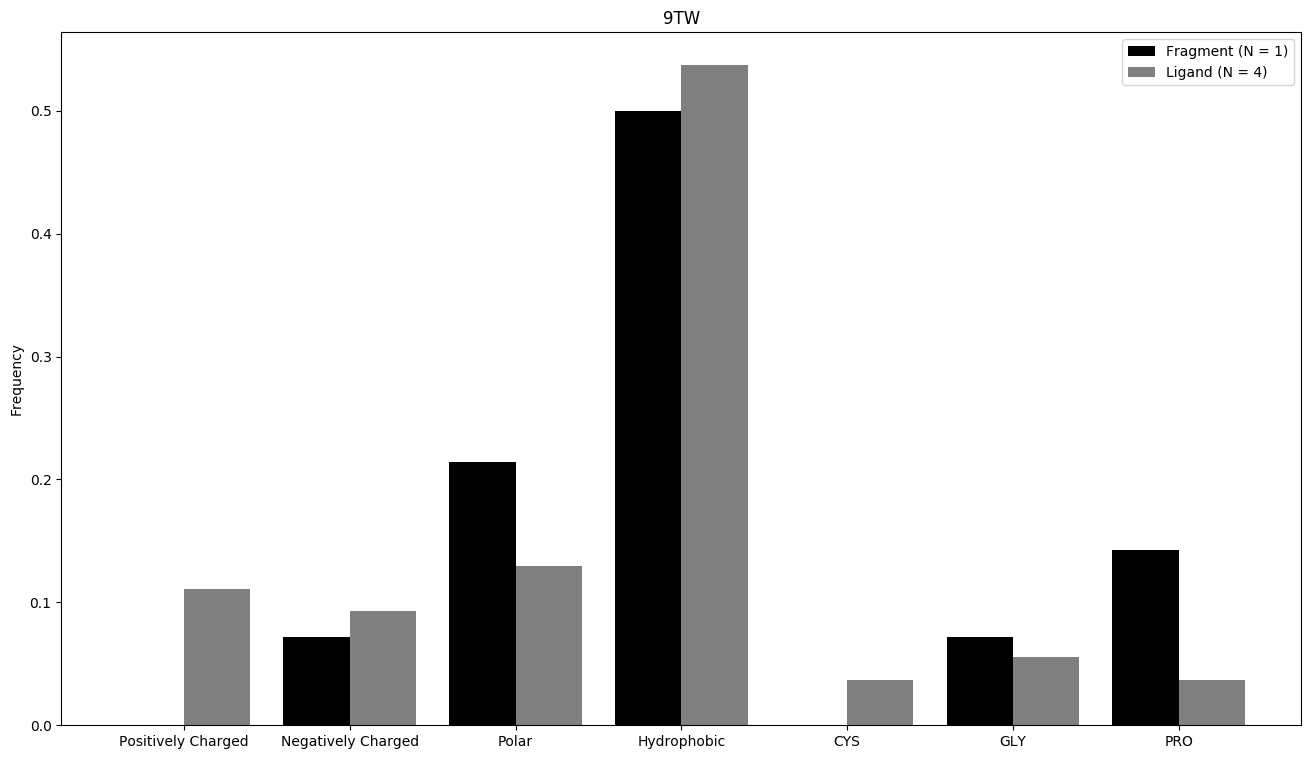 9TW
Fragment (N = 1)
Ligand (N = 4)
Frequency
0.5
0.4
0.3
0.2
0.1
0.0
Positively Charged
Negatively Charged
Polar
Hydrophobic
CYS
GLY
PRO